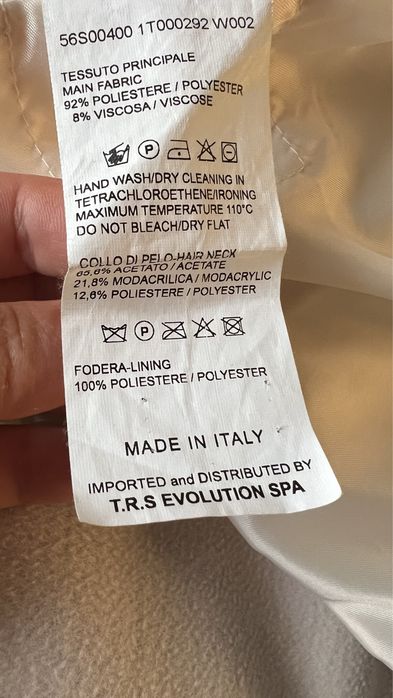 56S00400 1T000292 W002
TESSUTO PRINCIPALE
MAIN FABRIC
92% POLIESTERE / POLYESTER
8% VISCOSA / VISCOSE
P
HAND WASH/DRY CLEANING IN
TETRACHLOROETHENE/IRONING
MAXIMUM TEMPERATURE 110°C
DO NOT BLEACH/DRY FLAT
COLLO DI PELO-HAIR NECK
65,6% ACETATO / ACETATE
21,8% MODACRILICA / MODACRYLIC
12,6% POLIESTERE / POLYESTER
P
FODERA-LINING
100% POLIESTERE / POLYESTER
MADE IN ITALY
IMPORTED and DISTRIBUTED BY
T.R.S EVOLUTION SPA